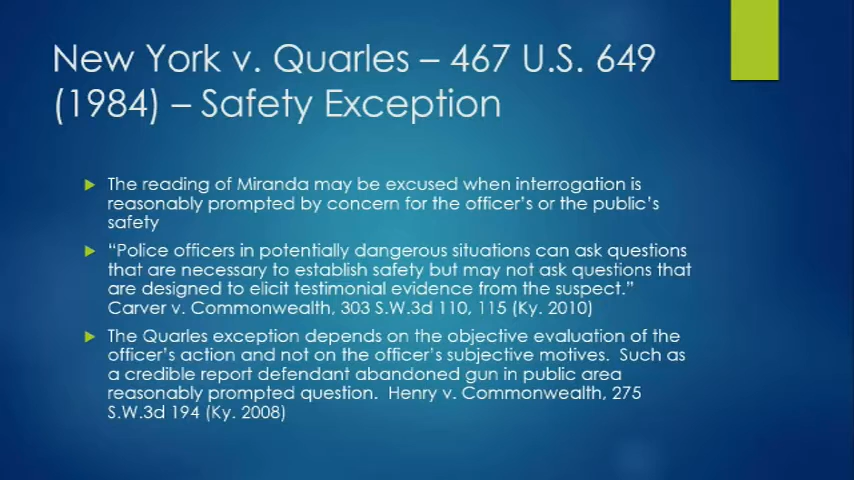 New York v. Quarles – 467 U.S. 649
(1984) – Safety Exception
The reading of Miranda may be excused when interrogation is
reasonably prompted by concern for the officer's or the public's
safety
"Police officers in potentially dangerous situations can ask questions
that are necessary to establish safety but may not ask questions that
are designed to elicit testimonial evidence from the suspect."
Carver v. Commonwealth, 303 S.W.3d 110, 115 (Ky. 2010)
The Quarles exception depends on the objective evaluation of the
officer's action and not on the officer's subjective motives.  Such as
a credible report defendant abandoned gun in public area
reasonably prompted question.  Henry v. Commonwealth, 275
S.W.3d 194 (Ky. 2008)